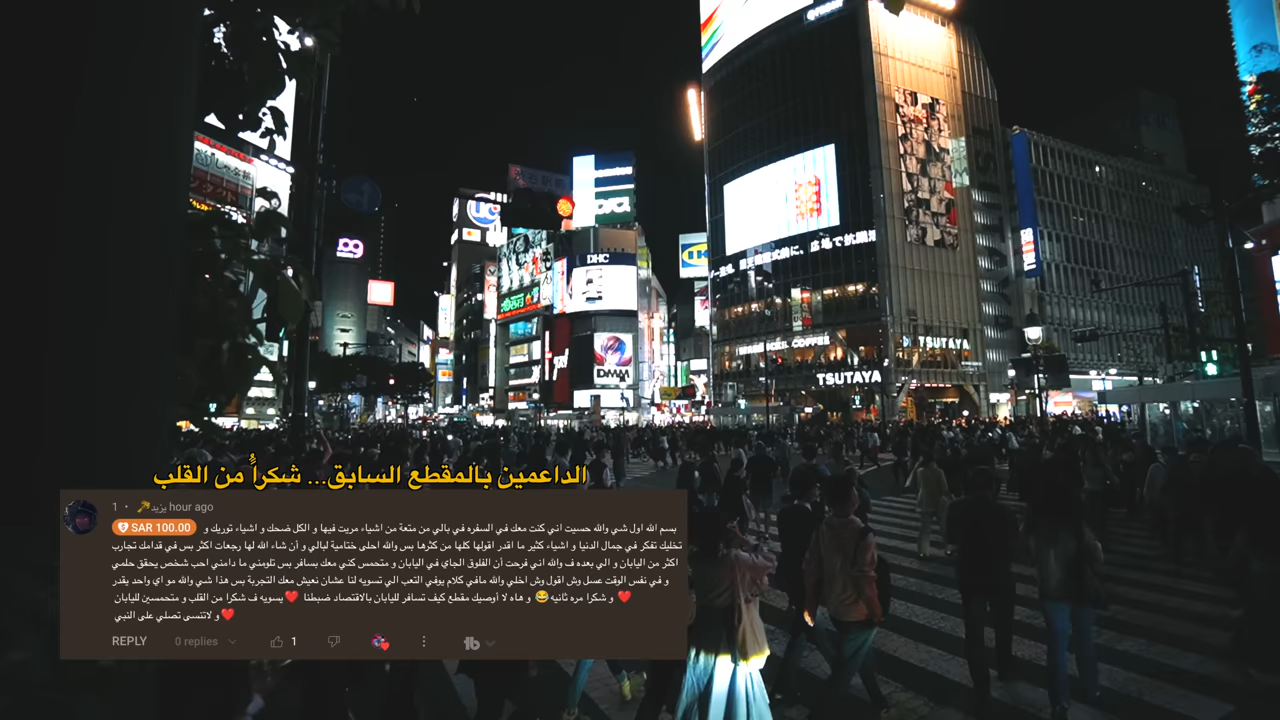 109
DHC
DMM
TSUTAYA
TSUTAYA
COFFEE
الداعمين بالمقطع السابق... شكراً من القلب
يزيد 1 hour ago
SAR 100.00 بسم الله اول شي والله حسيت اني كنت معك في السفره في بالي من متعة من اشياء مريت فيها و الكل ضحك و اشياء توريك و
تخليك تفكر في جمال الدنيا و اشياء كثير ما اقدر اقولها كلها من كثرها بس والله احلى ختامية ليالي و أن شاء الله لها رجعات اكثر بس في قدامك تجارب
اكثر من اليابان و الي بعده ف والله اني فرحت أن الفلوق الجاي في اليابان و متحمس كني معك بسافر بس تلومني ما دامني احب شخص يحقق حلمي
و في نفس الوقت عسل وش اقول وش اخلي والله مافي كلام يوفي التعب الي تسويه لنا عشان نعيش معك التجربة بس هذا شي والله مو اي واحد يقدر
يسويه ف شكرا من القلب و متحمسين لليابان ❤️ و شكرا مره ثانيه 😂 و هاه لا أوصيك مقطع كيف تسافر لليابان بالاقتصاد ضبطنا ❤️
و لاتنسى تصلي على النبي ❤️
REPLY 0 replies 1